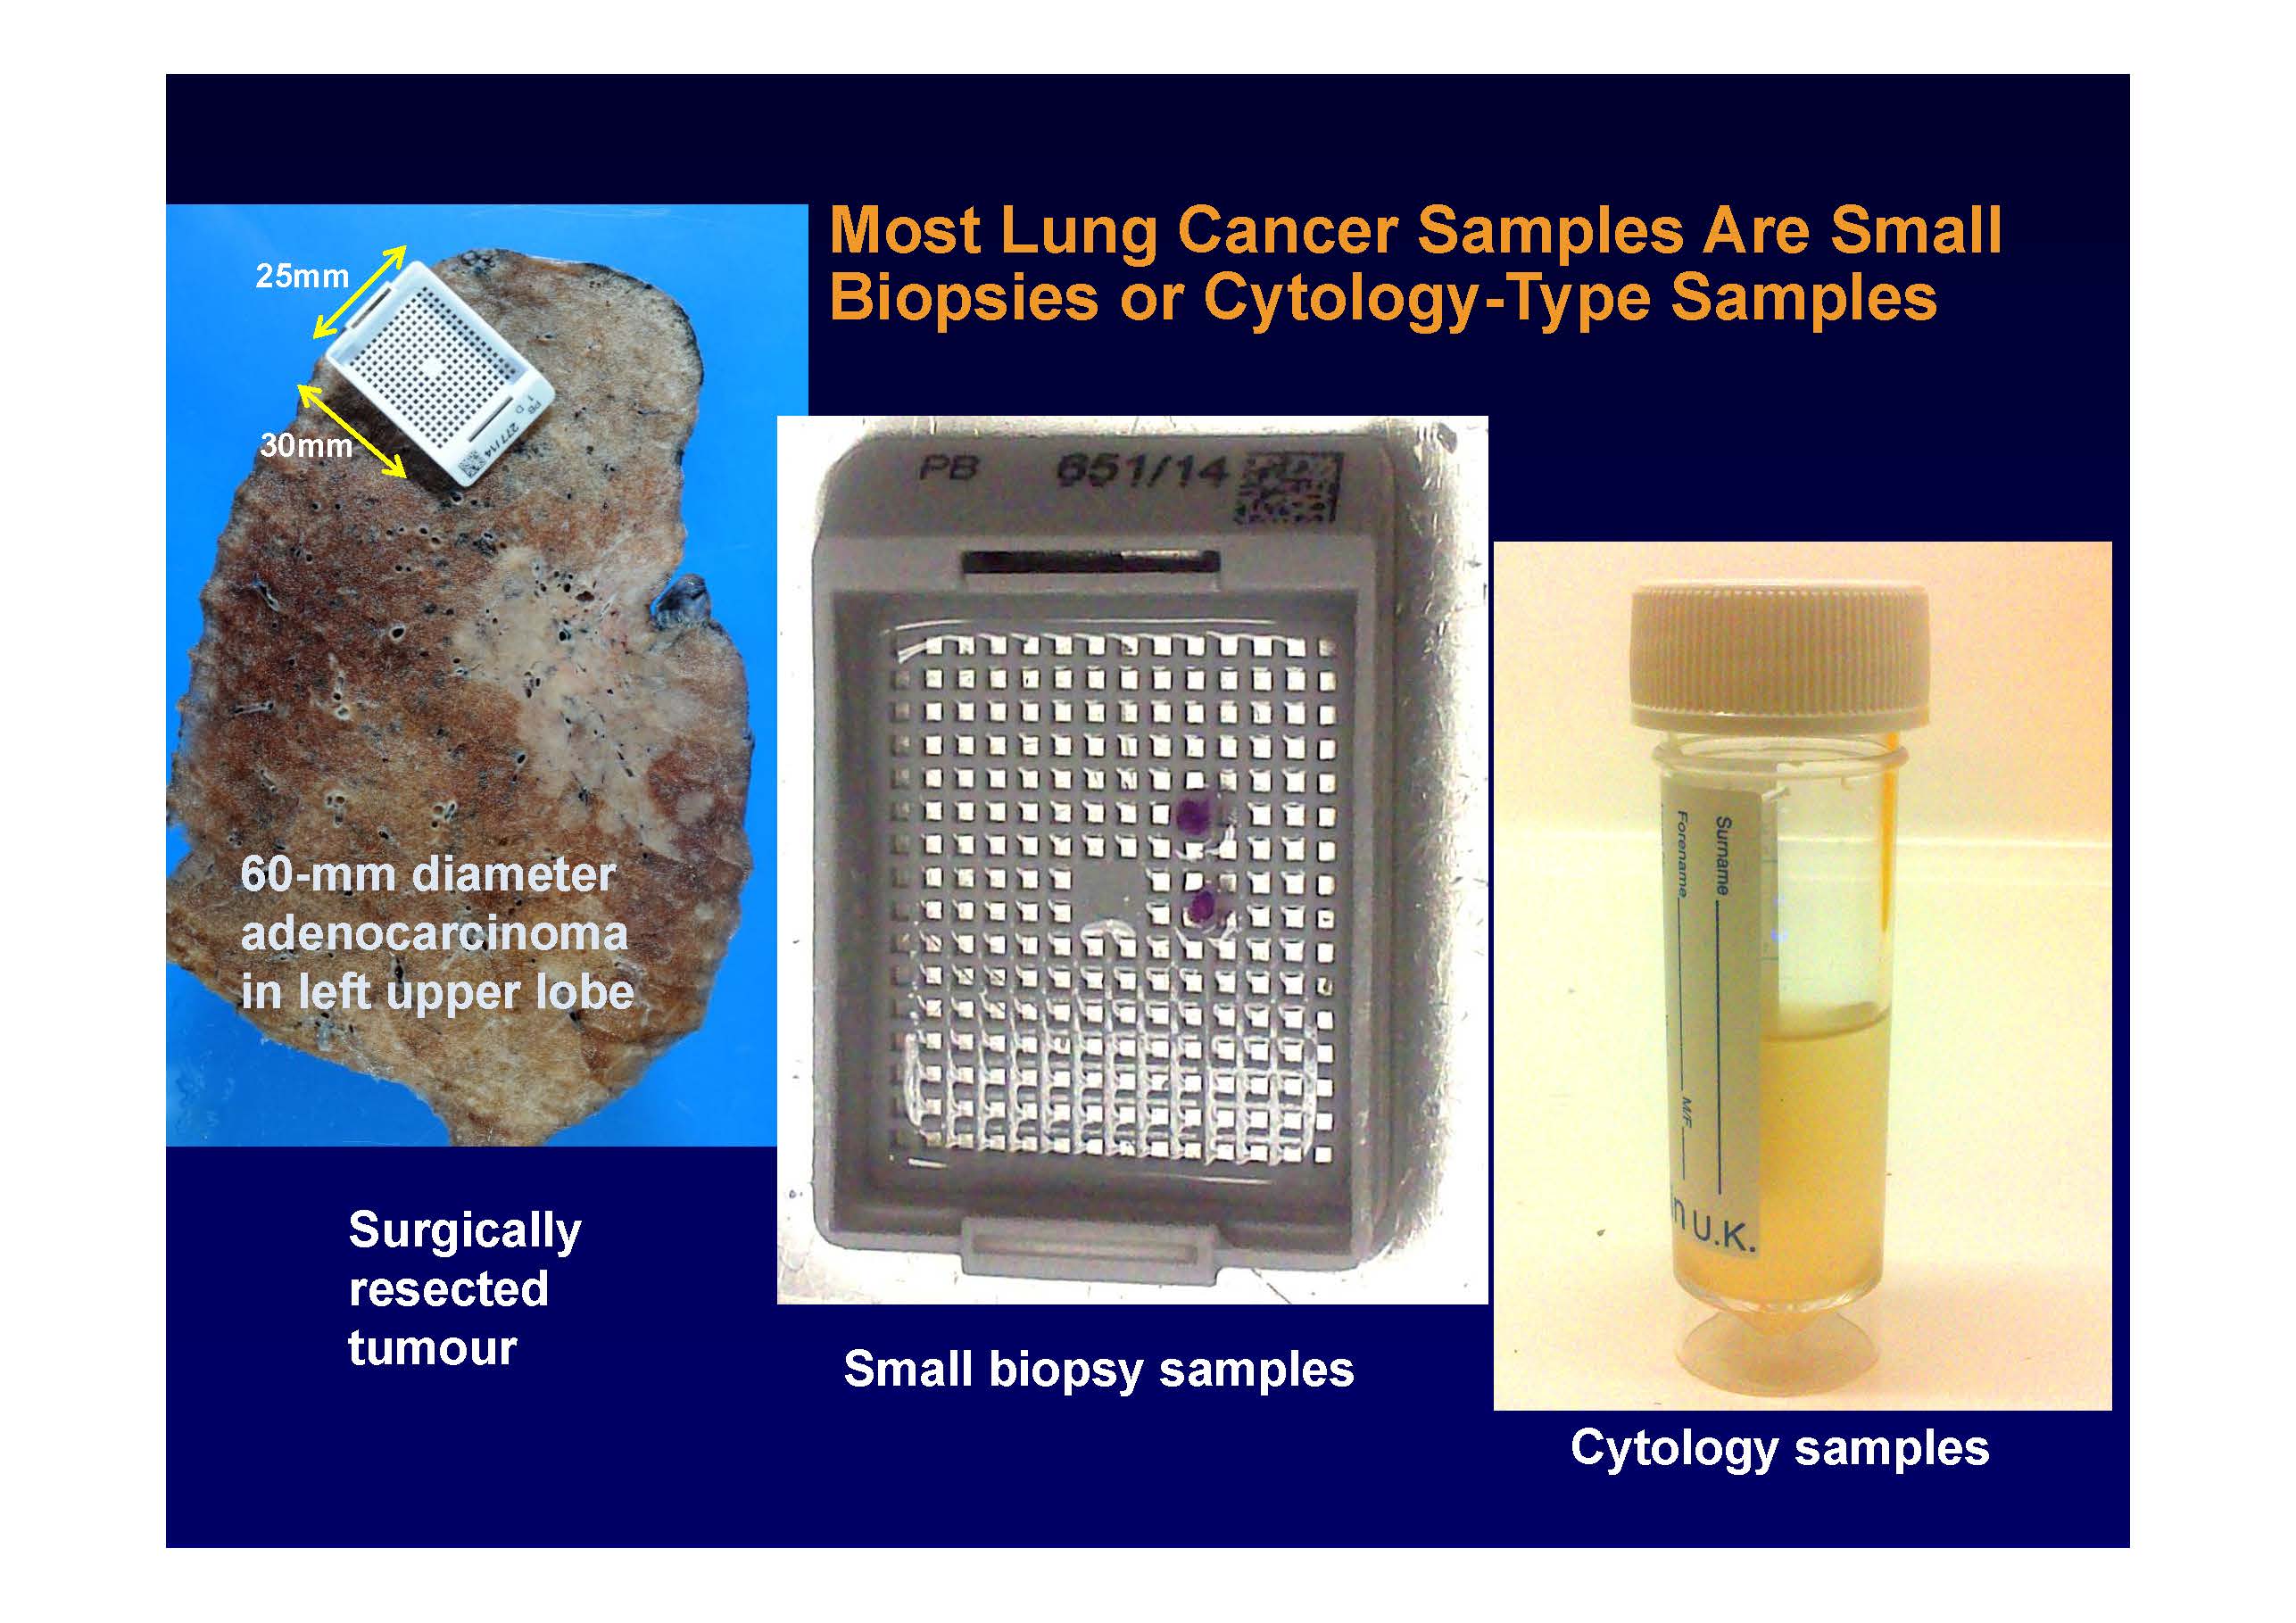 Most Lung Cancer Samples Are Small
Biopsies or Cytology-Type Samples
25mm
30mm
PB 277/14
1 D
60-mm diameter
adenocarcinoma
in left upper lobe
Surgically
resected
tumour
PB 651/14
Small biopsy samples
Surname
Forename
M/F
in U.K.
Cytology samples